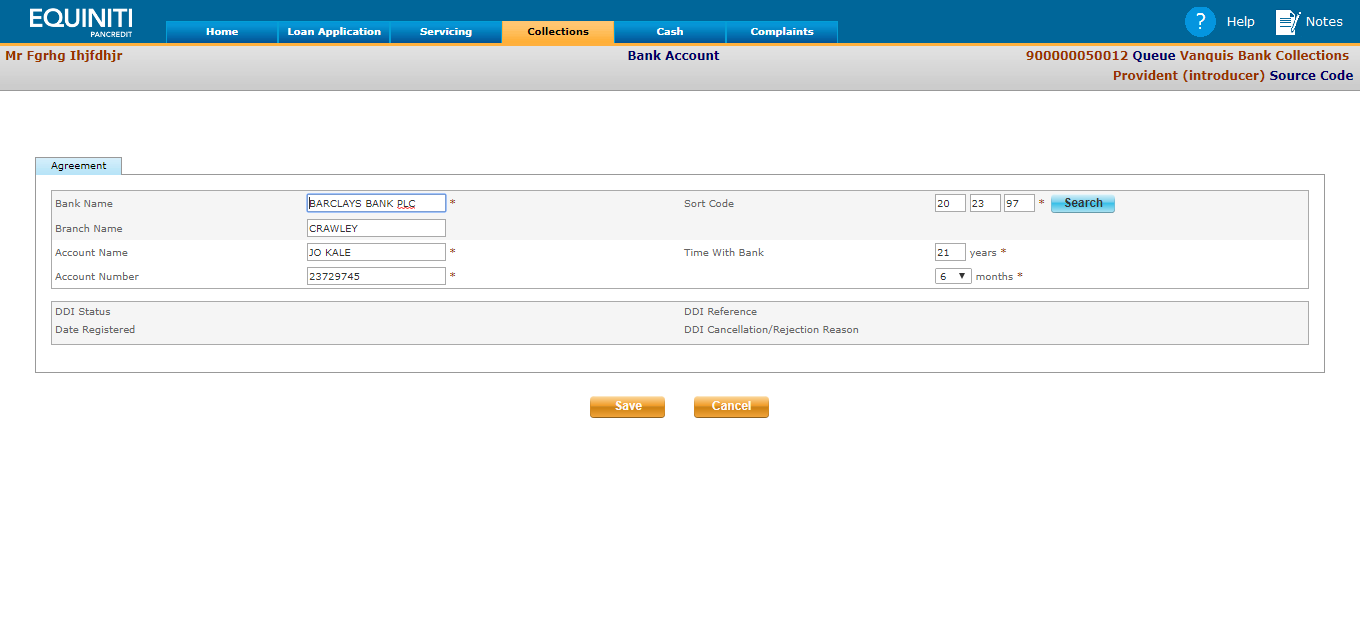 EQUINITI
PANCREDIT
Home Loan Application Servicing Collections Cash Complaints
? Help Notes
Mr Fgrhg Ihjfdhjr Bank Account 900000050012 Queue Vanquis Bank Collections
Provident (introducer) Source Code
Agreement
Bank Name BARCLAYS BANK PLC * Sort Code 20 23 97 * Search
Branch Name CRAWLEY
Account Name JO KALE * Time With Bank 21 years *
Account Number 23729745 * 6 months *
DDI Status DDI Reference
Date Registered DDI Cancellation/Rejection Reason
Save Cancel